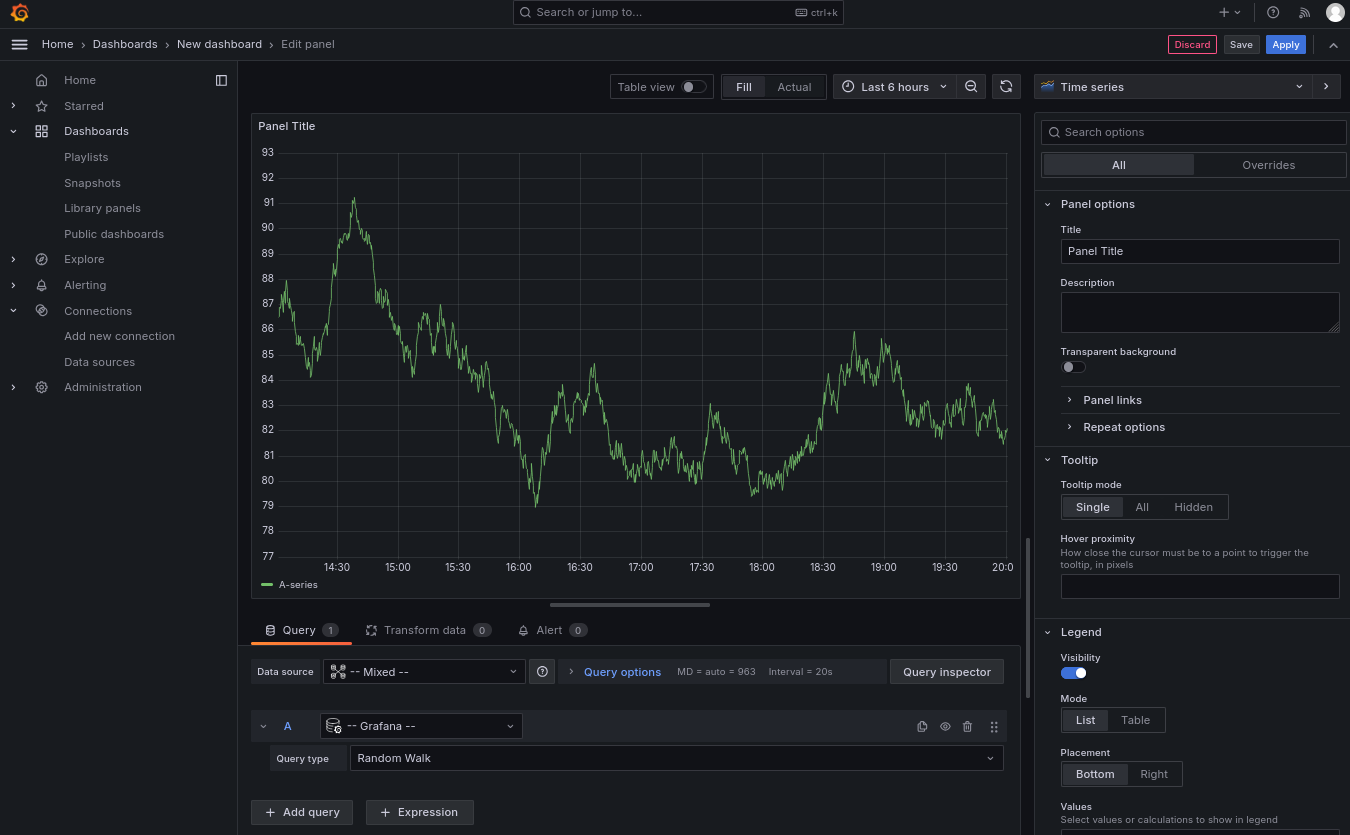 Search or jump to...
ctrl+k
Home
Dashboards
New dashboard
Edit panel
Discard
Save
Apply
Home
Starred
Dashboards
Playlists
Snapshots
Library panels
Public dashboards
Explore
Alerting
Connections
Add new connection
Data sources
Administration
Table view
Fill
Actual
Last 6 hours
Panel Title
93
92
91
90
89
88
87
86
85
84
83
82
81
80
79
78
77
14:30
15:00
15:30
16:00
16:30
17:00
17:30
18:00
18:30
19:00
19:30
20:0
A-series
Query 1
Transform data 0
Alert 0
Data source
-- Mixed --
Query options
MD = auto = 963
Interval = 20s
Query inspector
A
-- Grafana --
Query type
Random Walk
+ Add query
+ Expression
Time series
Search options
All
Overrides
Panel options
Title
Panel Title
Description
Transparent background
Panel links
Repeat options
Tooltip
Tooltip mode
Single
All
Hidden
Hover proximity
How close the cursor must be to a point to trigger the
tooltip, in pixels
Legend
Visibility
Mode
List
Table
Placement
Bottom
Right
Values
Select values or calculations to show in legend